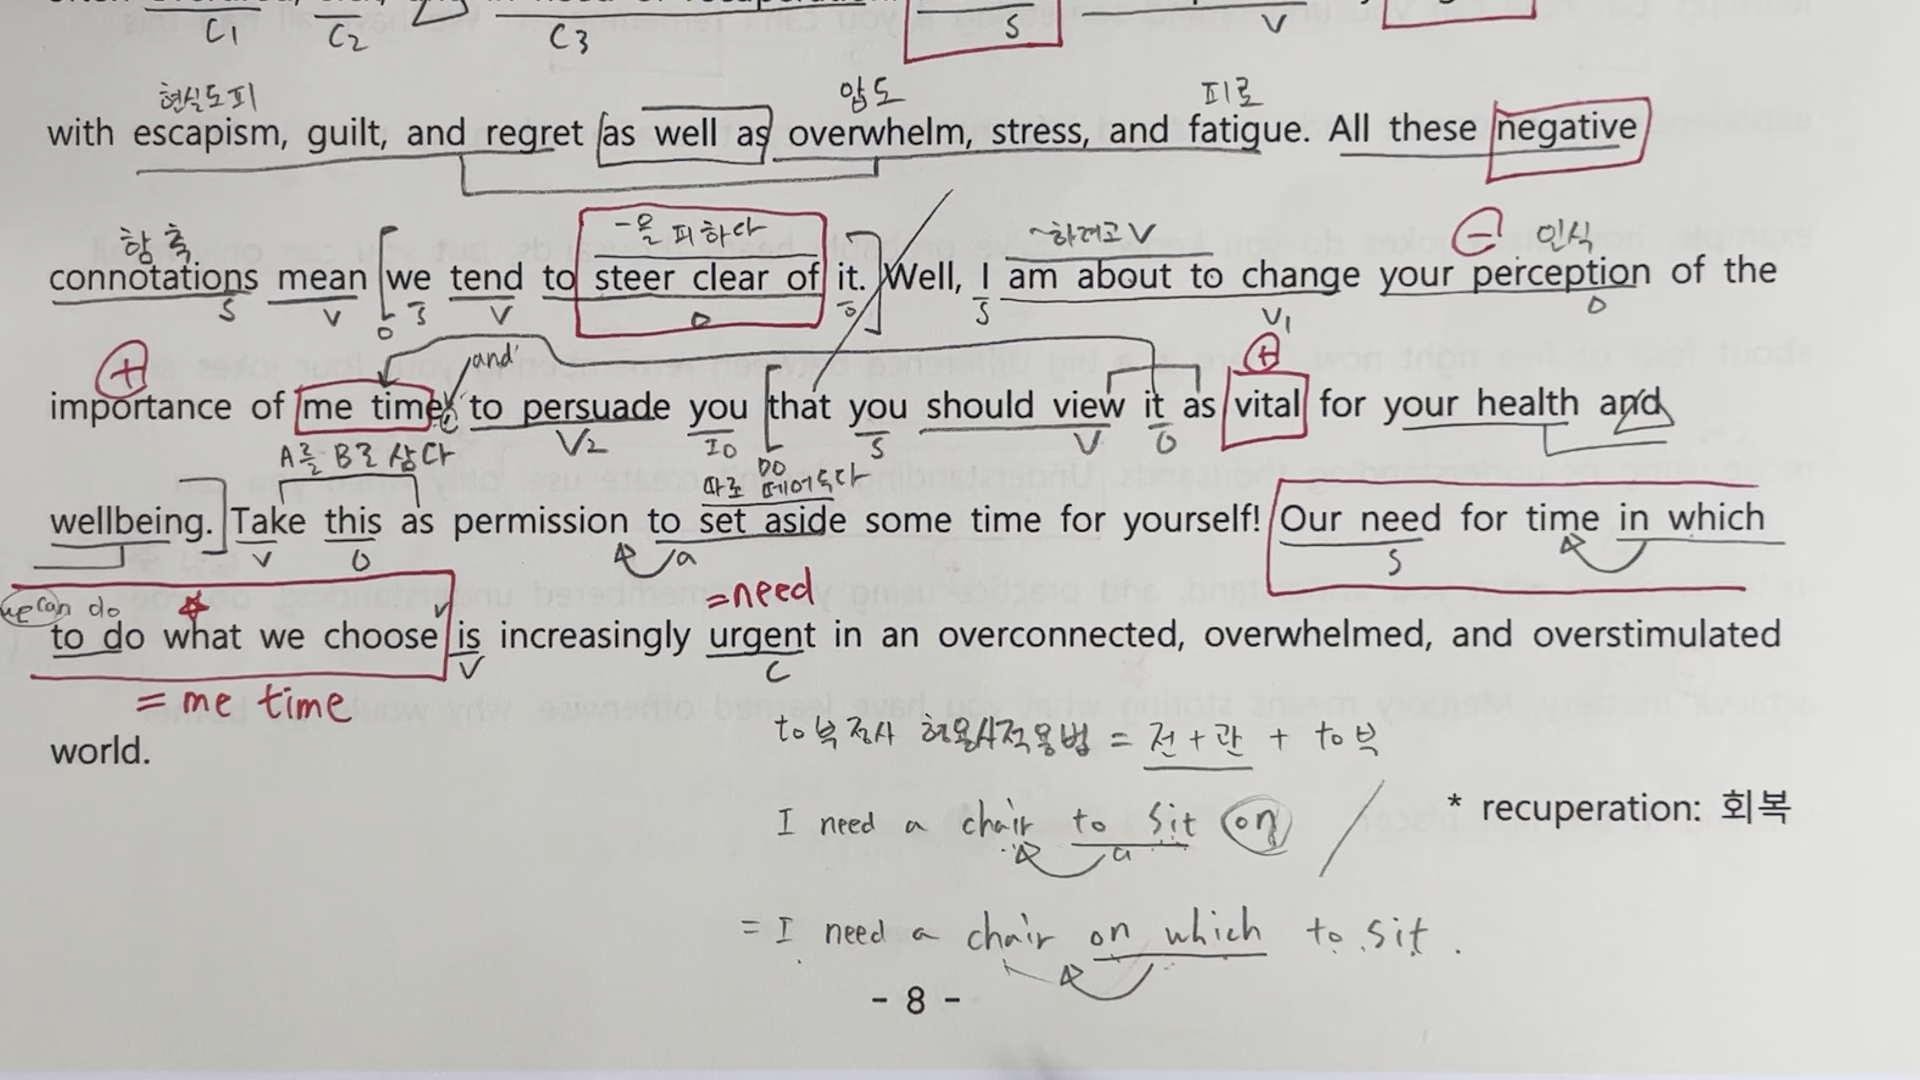 C1 C2 C3 S V
현실도피 압도 피로
with escapism, guilt, and regret as well as overwhelm, stress, and fatigue. All these negative
함축 -을 피하다 ~하려고 V - 인식
connotations mean we tend to steer clear of it. Well, I am about to change your perception of the
S V O S V O O S V1 O
+ and +
importance of me time, to persuade you that you should view it as vital for your health and
A를 B로 삼다 V2 IO DO S V O
따로 떼어두다
wellbeing. Take this as permission to set aside some time for yourself! Our need for time in which
V O a S
we can do =need V
to do what we choose is increasingly urgent in an overconnected, overwhelmed, and overstimulated
V C
= me time
world.
to부정사 형용사적용법 = 전+관 + to부
I need a chair to sit on
a
* recuperation: 회복
= I need a chair on which to sit.
- 8 -